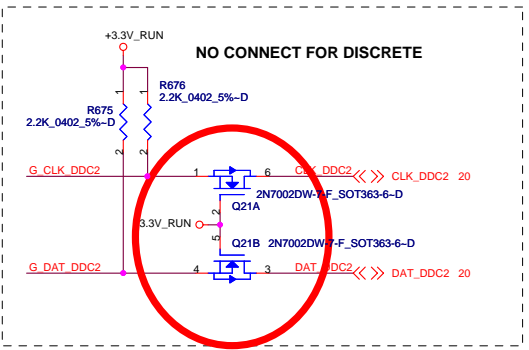 +3.3V_RUN
NO CONNECT FOR DISCRETE
R676
2.2K_0402_5%~D
R675
2.2K_0402_5%~D
1
1
2
2
G_CLK_DDC2
1
6
CLK_DDC2
CLK_DDC2 20
2N7002DW-7-F_SOT363-6~D
2
Q21A
3.3V_RUN
5
Q21B 2N7002DW-7-F_SOT363-6~D
G_DAT_DDC2
4
3
DAT_DDC2
DAT_DDC2 20